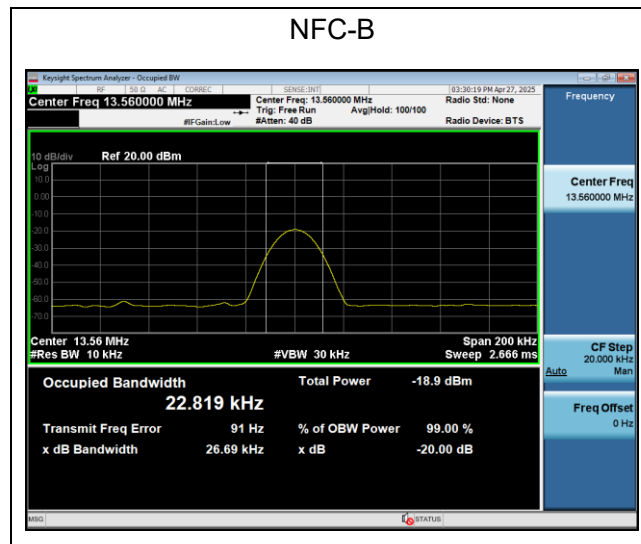 NFC-B
Keysight Spectrum Analyzer - Occupied BW
LXI RF 50 Ω AC CORREC SENSE:INT 03:30:19 PM Apr 27, 2025
Center Freq 13.560000 MHz Center Freq: 13.560000 MHz Radio Std: None Frequency
Trig: Free Run Avg|Hold: 100/100
#IFGain:Low #Atten: 40 dB Radio Device: BTS
10 dB/div Ref 20.00 dBm
Log
10.0
0.00
-10.0
-20.0
-30.0
-40.0
-50.0
-60.0
-70.0
Center Freq
13.560000 MHz
Center 13.56 MHz Span 200 kHz
#Res BW 10 kHz #VBW 30 kHz Sweep 2.666 ms
CF Step
20.000 kHz
Auto Man
Occupied Bandwidth Total Power -18.9 dBm
22.819 kHz
Transmit Freq Error 91 Hz % of OBW Power 99.00 %
x dB Bandwidth 26.69 kHz x dB -20.00 dB
Freq Offset
0 Hz
MSG STATUS